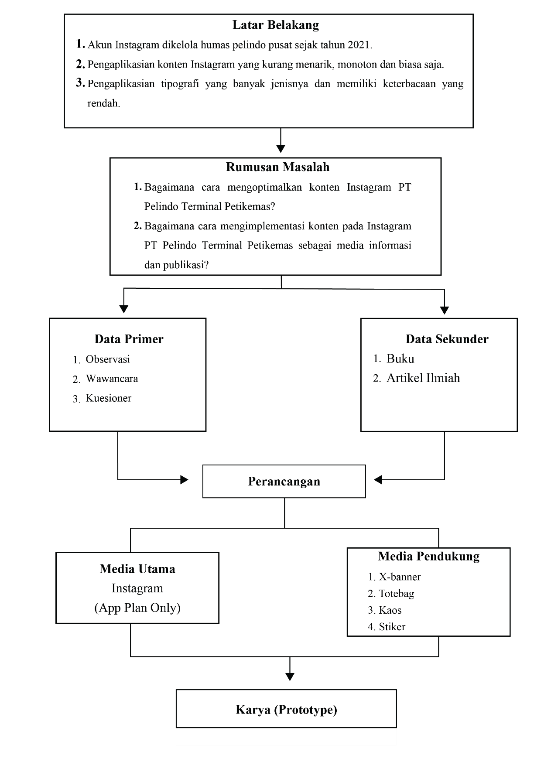 Latar Belakang
1. Akun Instagram dikelola humas pelindo pusat sejak tahun 2021.
2. Pengaplikasian konten Instagram yang kurang menarik, monoton dan biasa saja.
3. Pengaplikasian tipografi yang banyak jenisnya dan memiliki keterbacaan yang
rendah.
Rumusan Masalah
1. Bagaimana cara mengoptimalkan konten Instagram PT
Pelindo Terminal Petikemas?
2. Bagaimana cara mengimplementasi konten pada Instagram
PT Pelindo Terminal Petikemas sebagai media informasi
dan publikasi?
Data Primer
1. Observasi
2. Wawancara
3. Kuesioner
Data Sekunder
1. Buku
2. Artikel Ilmiah
Perancangan
Media Utama
Instagram
(App Plan Only)
Media Pendukung
1. X-banner
2. Totebag
3. Kaos
4. Stiker
Karya (Prototype)